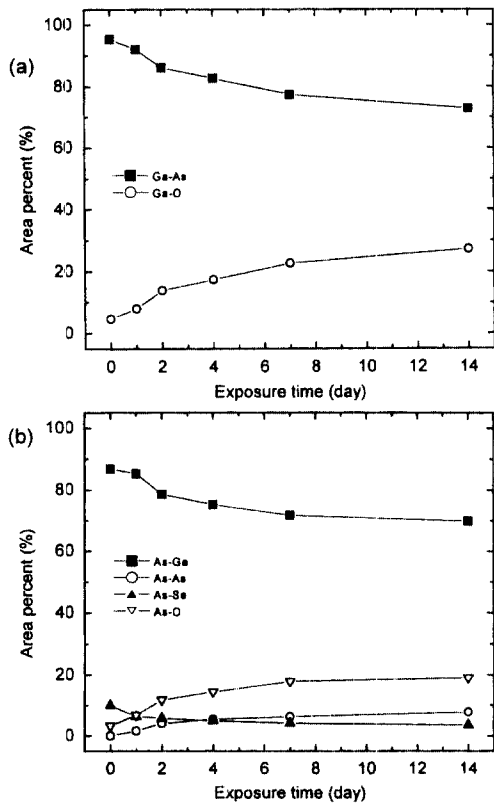 (a)
100
80
60
40
20
0
Area percent (%)
Ga-As
Ga-O
0 2 4 6 8 10 12 14
Exposure time (day)
(b)
100
80
60
40
20
0
Area percent (%)
As-Ga
As-As
As-Se
As-O
0 2 4 6 8 10 12 14
Exposure time (day)